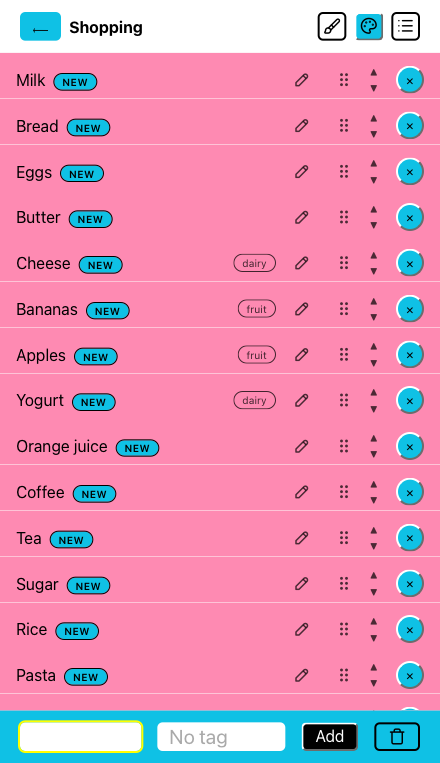 Shopping
Milk NEW
Bread NEW
Eggs NEW
Butter NEW
Cheese NEW dairy
Bananas NEW fruit
Apples NEW fruit
Yogurt NEW dairy
Orange juice NEW
Coffee NEW
Tea NEW
Sugar NEW
Rice NEW
Pasta NEW
No tag Add